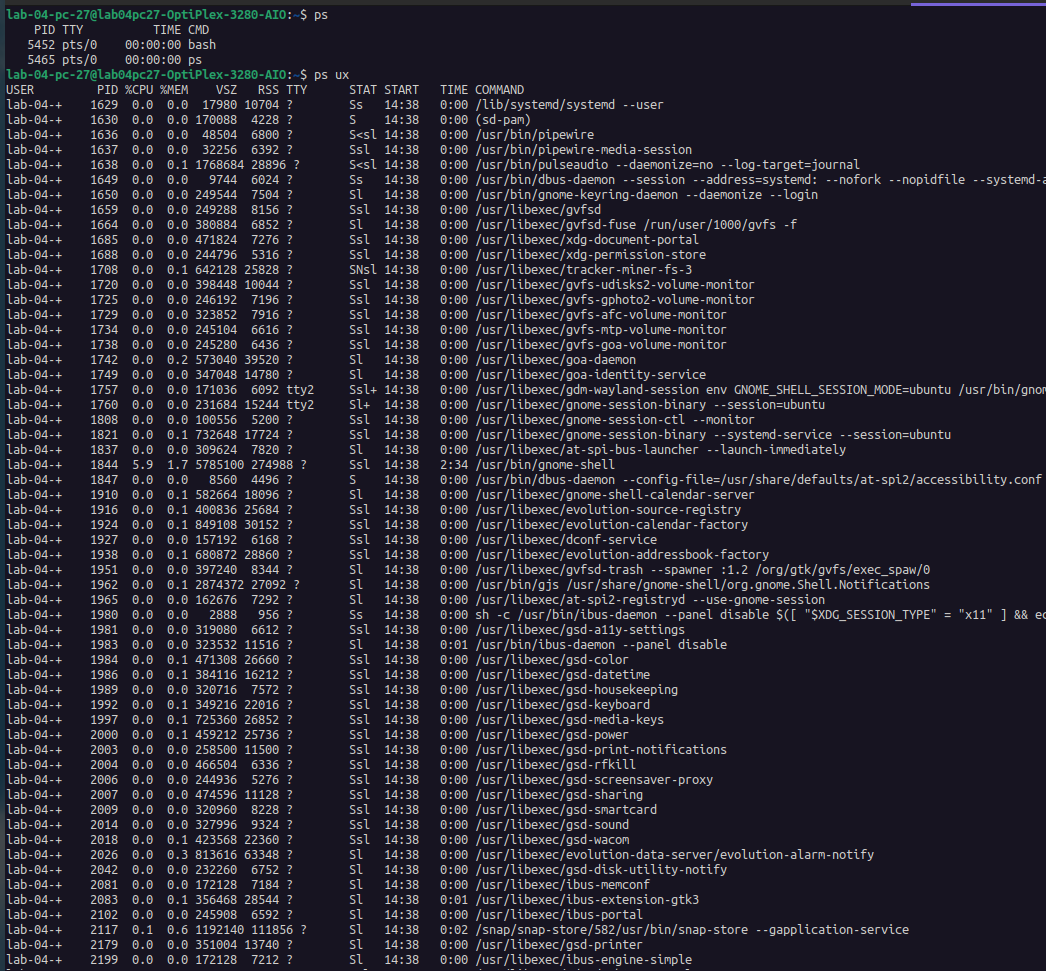 lab-04-pc-27@lab04pc27-OptiPlex-3280-AIO:~$ ps
    PID TTY          TIME CMD
   5452 pts/0    00:00:00 bash
   5465 pts/0    00:00:00 ps
lab-04-pc-27@lab04pc27-OptiPlex-3280-AIO:~$ ps ux
USER         PID %CPU %MEM    VSZ   RSS TTY      STAT START   TIME COMMAND
lab-04-+    1629  0.0  0.0  17980 10704 ?        Ss   14:38   0:00 /lib/systemd/systemd --user
lab-04-+    1630  0.0  0.0 170088  4228 ?        S    14:38   0:00 (sd-pam)
lab-04-+    1636  0.0  0.0  48504  6800 ?        S<sl 14:38   0:00 /usr/bin/pipewire
lab-04-+    1637  0.0  0.0  32256  6392 ?        Ssl  14:38   0:00 /usr/bin/pipewire-media-session
lab-04-+    1638  0.0  0.1 1768684 28896 ?       S<sl 14:38   0:00 /usr/bin/pulseaudio --daemonize=no --log-target=journal
lab-04-+    1649  0.0  0.0   9744  6024 ?        Ss   14:38   0:00 /usr/bin/dbus-daemon --session --address=systemd: --nofork --nopidfile --systemd-a
lab-04-+    1650  0.0  0.0 249544  7504 ?        Sl   14:38   0:00 /usr/bin/gnome-keyring-daemon --daemonize --login
lab-04-+    1659  0.0  0.0 249288  8156 ?        Ssl  14:38   0:00 /usr/libexec/gvfsd
lab-04-+    1664  0.0  0.0 380884  6852 ?        Sl   14:38   0:00 /usr/libexec/gvfsd-fuse /run/user/1000/gvfs -f
lab-04-+    1685  0.0  0.0 471824  7276 ?        Ssl  14:38   0:00 /usr/libexec/xdg-document-portal
lab-04-+    1688  0.0  0.0 244796  5316 ?        Ssl  14:38   0:00 /usr/libexec/xdg-permission-store
lab-04-+    1708  0.0  0.1 642128 25828 ?        SNsl 14:38   0:00 /usr/libexec/tracker-miner-fs-3
lab-04-+    1720  0.0  0.0 398448 10044 ?        Ssl  14:38   0:00 /usr/libexec/gvfs-udisks2-volume-monitor
lab-04-+    1725  0.0  0.0 246192  7196 ?        Ssl  14:38   0:00 /usr/libexec/gvfs-gphoto2-volume-monitor
lab-04-+    1729  0.0  0.0 323852  7916 ?        Ssl  14:38   0:00 /usr/libexec/gvfs-afc-volume-monitor
lab-04-+    1734  0.0  0.0 245104  6616 ?        Ssl  14:38   0:00 /usr/libexec/gvfs-mtp-volume-monitor
lab-04-+    1738  0.0  0.0 245280  6436 ?        Ssl  14:38   0:00 /usr/libexec/gvfs-goa-volume-monitor
lab-04-+    1742  0.0  0.2 573040 39520 ?        Sl   14:38   0:00 /usr/libexec/goa-daemon
lab-04-+    1749  0.0  0.0 347048 14780 ?        Sl   14:38   0:00 /usr/libexec/goa-identity-service
lab-04-+    1757  0.0  0.0 171036  6092 tty2     Ssl+ 14:38   0:00 /usr/libexec/gdm-wayland-session env GNOME_SHELL_SESSION_MODE=ubuntu /usr/bin/gnom
lab-04-+    1760  0.0  0.0 231684 15244 tty2     Sl+  14:38   0:00 /usr/libexec/gnome-session-binary --session=ubuntu
lab-04-+    1808  0.0  0.0 100556  5200 ?        Ssl  14:38   0:00 /usr/libexec/gnome-session-ctl --monitor
lab-04-+    1821  0.0  0.1 732648 17724 ?        Ssl  14:38   0:00 /usr/libexec/gnome-session-binary --systemd-service --session=ubuntu
lab-04-+    1837  0.0  0.0 309624  7820 ?        Sl   14:38   0:00 /usr/libexec/at-spi-bus-launcher --launch-immediately
lab-04-+    1844  5.9  1.7 5785100 274988 ?      Ssl  14:38   2:34 /usr/bin/gnome-shell
lab-04-+    1847  0.0  0.0   8560  4496 ?        S    14:38   0:00 /usr/bin/dbus-daemon --config-file=/usr/share/defaults/at-spi2/accessibility.conf
lab-04-+    1910  0.0  0.1 582664 18096 ?        Sl   14:38   0:00 /usr/libexec/gnome-shell-calendar-server
lab-04-+    1916  0.0  0.1 400836 25684 ?        Ssl  14:38   0:00 /usr/libexec/evolution-source-registry
lab-04-+    1924  0.0  0.1 849108 30152 ?        Ssl  14:38   0:00 /usr/libexec/evolution-calendar-factory
lab-04-+    1927  0.0  0.0 157192  6168 ?        Ssl  14:38   0:00 /usr/libexec/dconf-service
lab-04-+    1938  0.0  0.1 680872 28860 ?        Ssl  14:38   0:00 /usr/libexec/evolution-addressbook-factory
lab-04-+    1951  0.0  0.0 397240  8344 ?        Sl   14:38   0:00 /usr/libexec/gvfsd-trash --spawner :1.2 /org/gtk/gvfs/exec_spaw/0
lab-04-+    1962  0.0  0.1 2874372 27092 ?       Sl   14:38   0:00 /usr/bin/gjs /usr/share/gnome-shell/org.gnome.Shell.Notifications
lab-04-+    1965  0.0  0.0 162676  7292 ?        Sl   14:38   0:00 /usr/libexec/at-spi2-registryd --use-gnome-session
lab-04-+    1980  0.0  0.0   2888   956 ?        Ss   14:38   0:00 sh -c /usr/bin/ibus-daemon --panel disable $([ "$XDG_SESSION_TYPE" = "x11" ] && ec
lab-04-+    1981  0.0  0.0 319080  6612 ?        Ssl  14:38   0:00 /usr/libexec/gsd-a11y-settings
lab-04-+    1983  0.0  0.0 323532 11516 ?        Sl   14:38   0:01 /usr/bin/ibus-daemon --panel disable
lab-04-+    1984  0.0  0.1 471308 26660 ?        Ssl  14:38   0:00 /usr/libexec/gsd-color
lab-04-+    1986  0.0  0.1 384116 16212 ?        Ssl  14:38   0:00 /usr/libexec/gsd-datetime
lab-04-+    1989  0.0  0.0 320716  7572 ?        Ssl  14:38   0:00 /usr/libexec/gsd-housekeeping
lab-04-+    1992  0.0  0.1 349216 22016 ?        Ssl  14:38   0:00 /usr/libexec/gsd-keyboard
lab-04-+    1997  0.0  0.1 725360 26852 ?        Ssl  14:38   0:00 /usr/libexec/gsd-media-keys
lab-04-+    2000  0.0  0.1 459212 25736 ?        Ssl  14:38   0:00 /usr/libexec/gsd-power
lab-04-+    2003  0.0  0.0 258500 11500 ?        Ssl  14:38   0:00 /usr/libexec/gsd-print-notifications
lab-04-+    2004  0.0  0.0 466504  6336 ?        Ssl  14:38   0:00 /usr/libexec/gsd-rfkill
lab-04-+    2006  0.0  0.0 244936  5276 ?        Ssl  14:38   0:00 /usr/libexec/gsd-screensaver-proxy
lab-04-+    2007  0.0  0.0 474596 11128 ?        Ssl  14:38   0:00 /usr/libexec/gsd-sharing
lab-04-+    2009  0.0  0.0 320960  8228 ?        Ssl  14:38   0:00 /usr/libexec/gsd-smartcard
lab-04-+    2014  0.0  0.0 327996  9324 ?        Ssl  14:38   0:00 /usr/libexec/gsd-sound
lab-04-+    2018  0.0  0.1 423568 22360 ?        Ssl  14:38   0:00 /usr/libexec/gsd-wacom
lab-04-+    2026  0.0  0.3 813616 63348 ?        Sl   14:38   0:00 /usr/libexec/evolution-data-server/evolution-alarm-notify
lab-04-+    2042  0.0  0.0 232260  6752 ?        Sl   14:38   0:00 /usr/libexec/gsd-disk-utility-notify
lab-04-+    2081  0.0  0.0 172128  7184 ?        Sl   14:38   0:00 /usr/libexec/ibus-memconf
lab-04-+    2083  0.0  0.1 356468 28544 ?        Sl   14:38   0:01 /usr/libexec/ibus-extension-gtk3
lab-04-+    2102  0.0  0.0 245908  6592 ?        Sl   14:38   0:00 /usr/libexec/ibus-portal
lab-04-+    2117  0.1  0.6 1192140 111856 ?      Sl   14:38   0:02 /snap/snap-store/582/usr/bin/snap-store --gapplication-service
lab-04-+    2179  0.0  0.0 351004 13740 ?        Sl   14:38   0:00 /usr/libexec/gsd-printer
lab-04-+    2199  0.0  0.0 172128  7212 ?        Sl   14:38   0:00 /usr/libexec/ibus-engine-simple